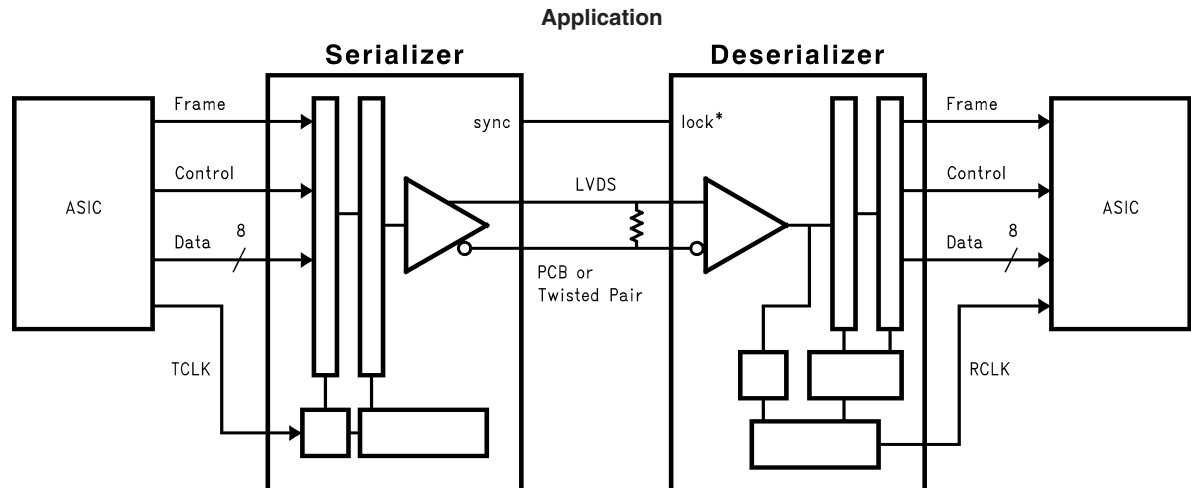 Application
Serializer
Deserializer
Frame
Control
ASIC
Data
8
TCLK
sync
lock*
LVDS
PCB or
Twisted Pair
Frame
Control
ASIC
Data
8
RCLK